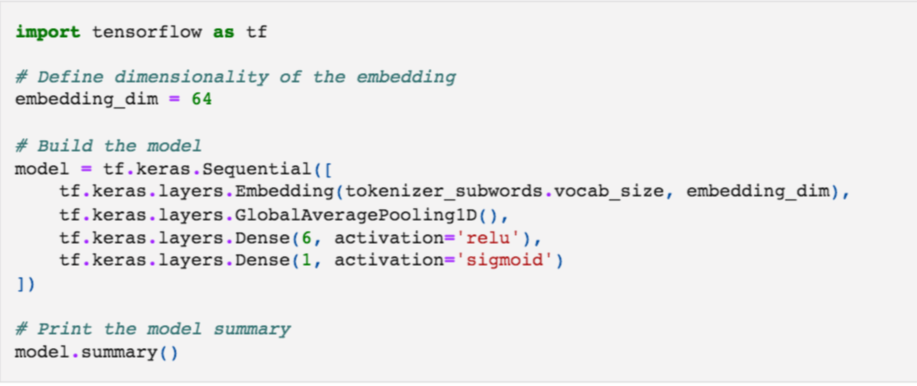 import tensorflow as tf
# Define dimensionality of the embedding
embedding_dim = 64
# Build the model
model = tf.keras.Sequential([
    tf.keras.layers.Embedding(tokenizer_subwords.vocab_size, embedding_dim),
    tf.keras.layers.GlobalAveragePooling1D(),
    tf.keras.layers.Dense(6, activation='relu'),
    tf.keras.layers.Dense(1, activation='sigmoid')
])
# Print the model summary
model.summary()